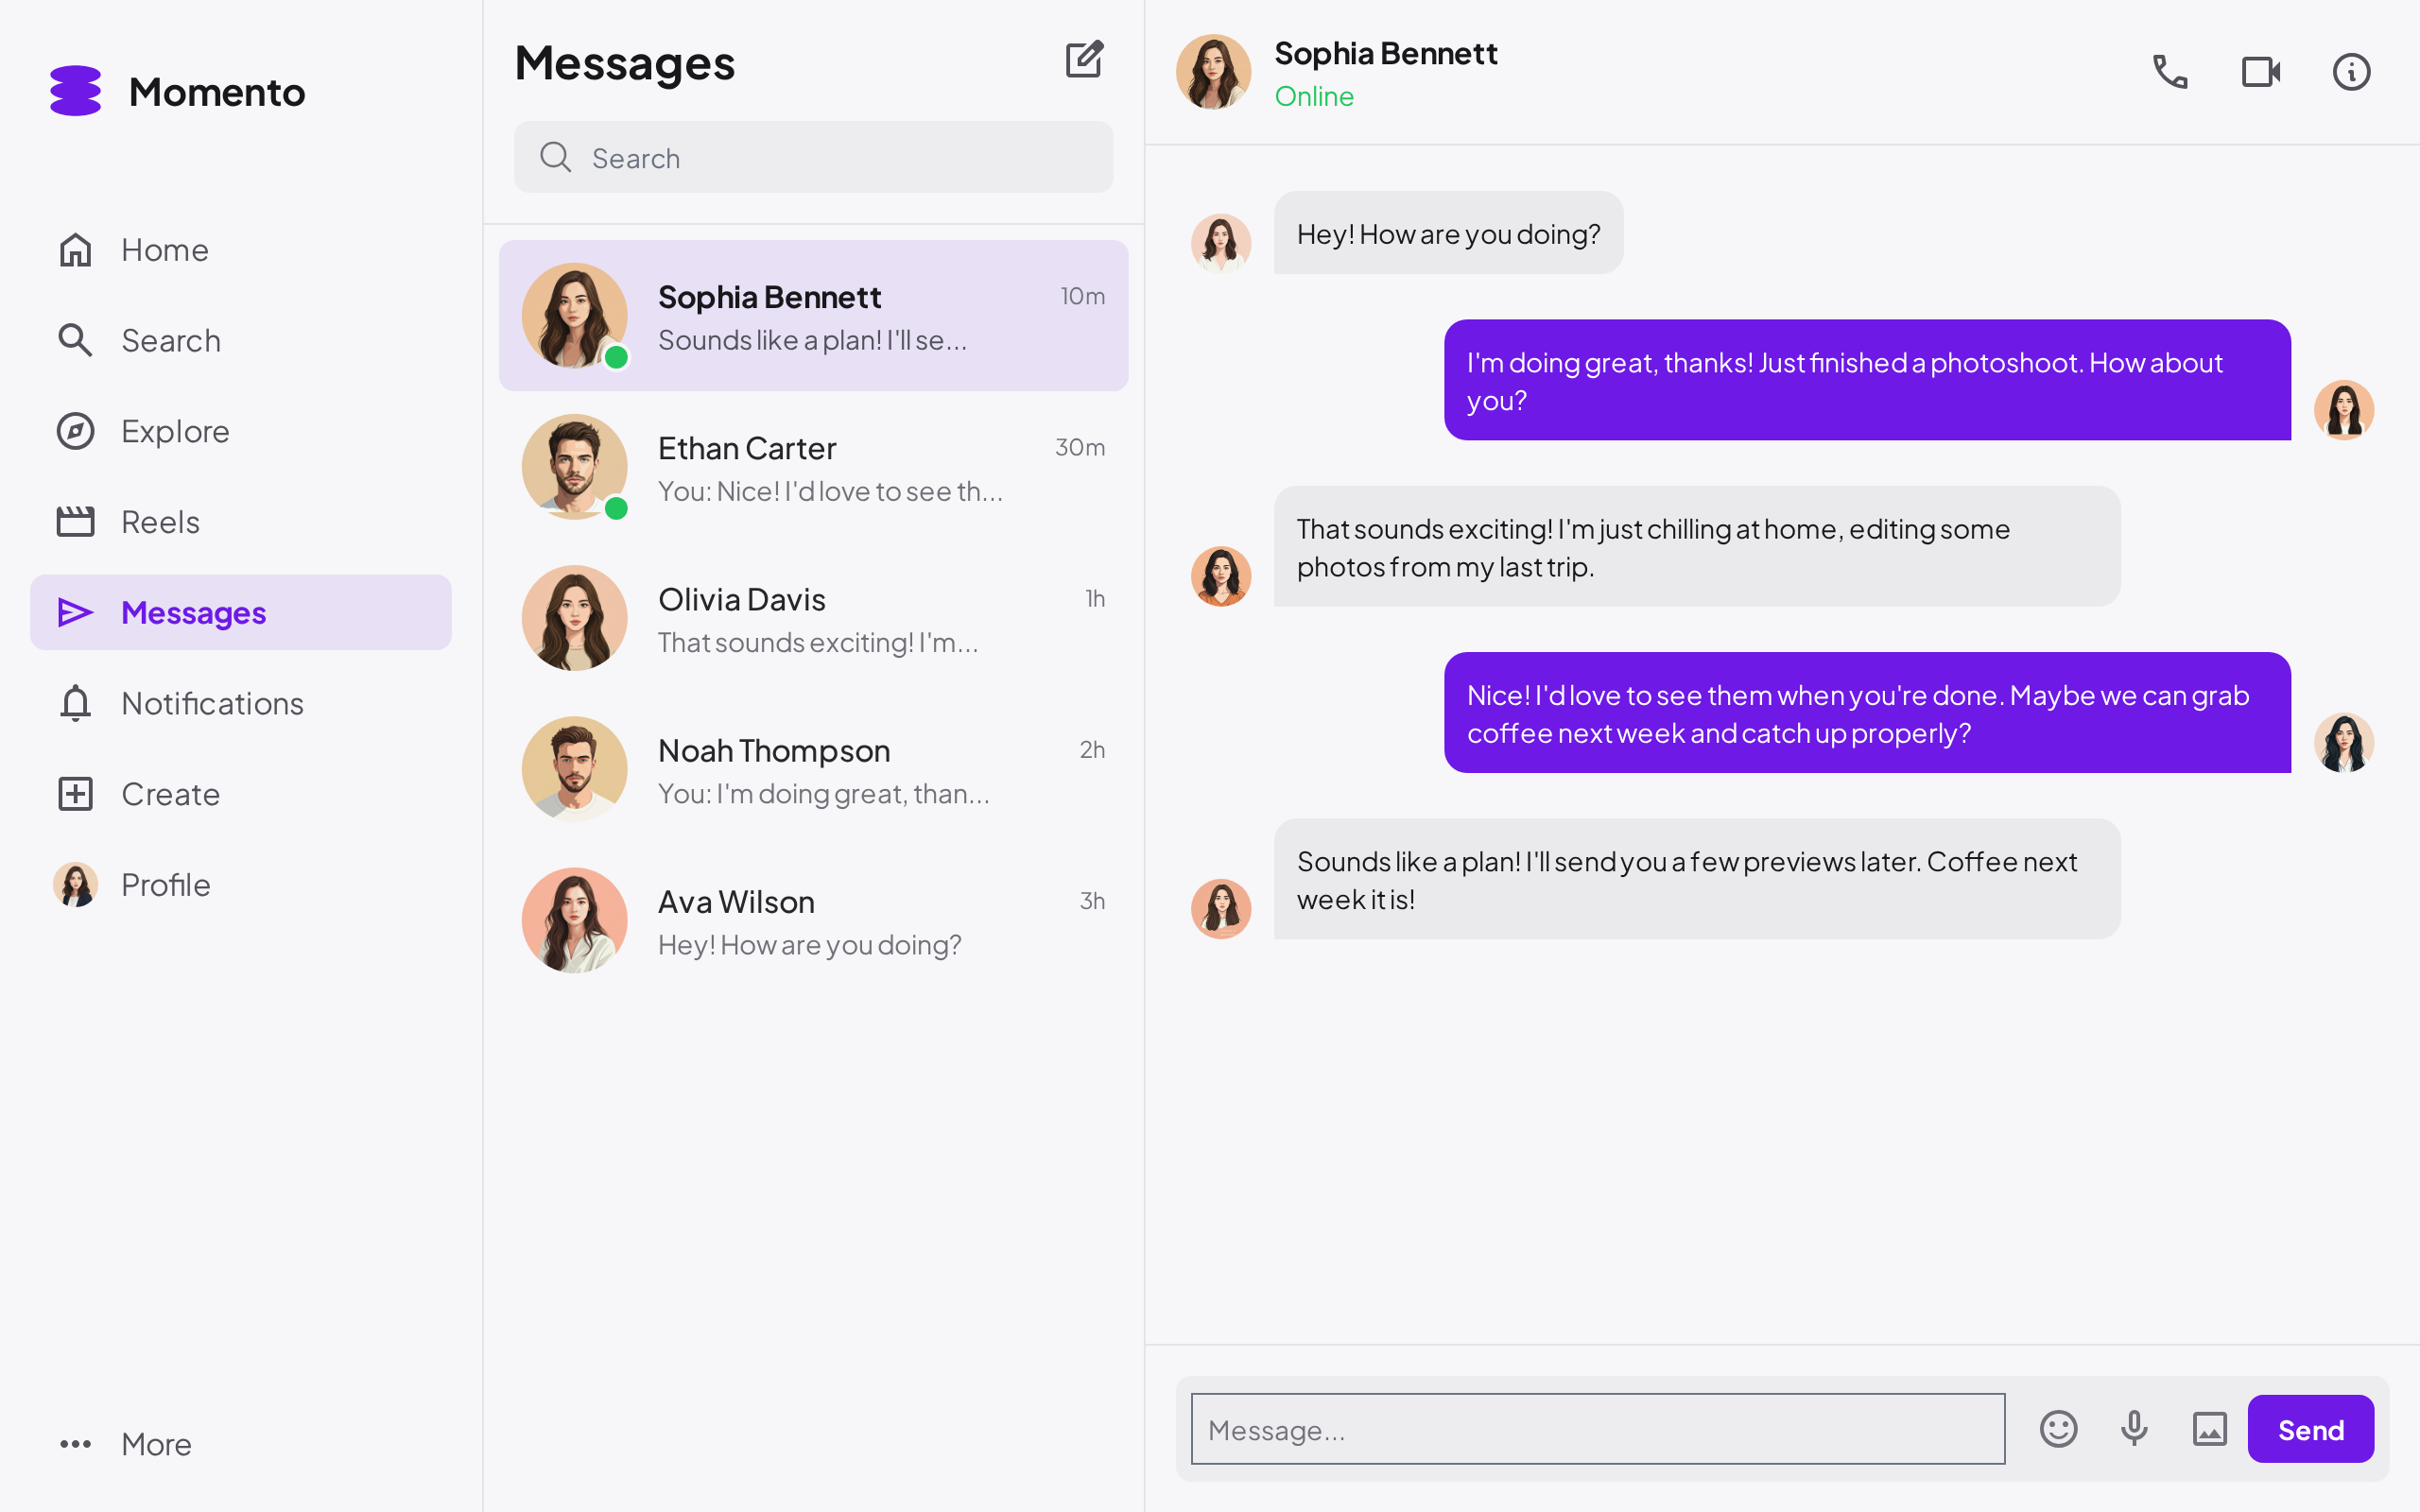 Momento
Home
Search
Explore
Reels
Messages
Notifications
Create
Profile
More
Messages
Search
Sophia Bennett
10m
Sounds like a plan! I'll se...
Ethan Carter
30m
You: Nice! I'd love to see th...
Olivia Davis
1h
That sounds exciting! I'm...
Noah Thompson
2h
You: I'm doing great, than...
Ava Wilson
3h
Hey! How are you doing?
Sophia Bennett
Online
Hey! How are you doing?
I'm doing great, thanks! Just finished a photoshoot. How about
you?
That sounds exciting! I'm just chilling at home, editing some
photos from my last trip.
Nice! I'd love to see them when you're done. Maybe we can grab
coffee next week and catch up properly?
Sounds like a plan! I'll send you a few previews later. Coffee next
week it is!
Message...
Send